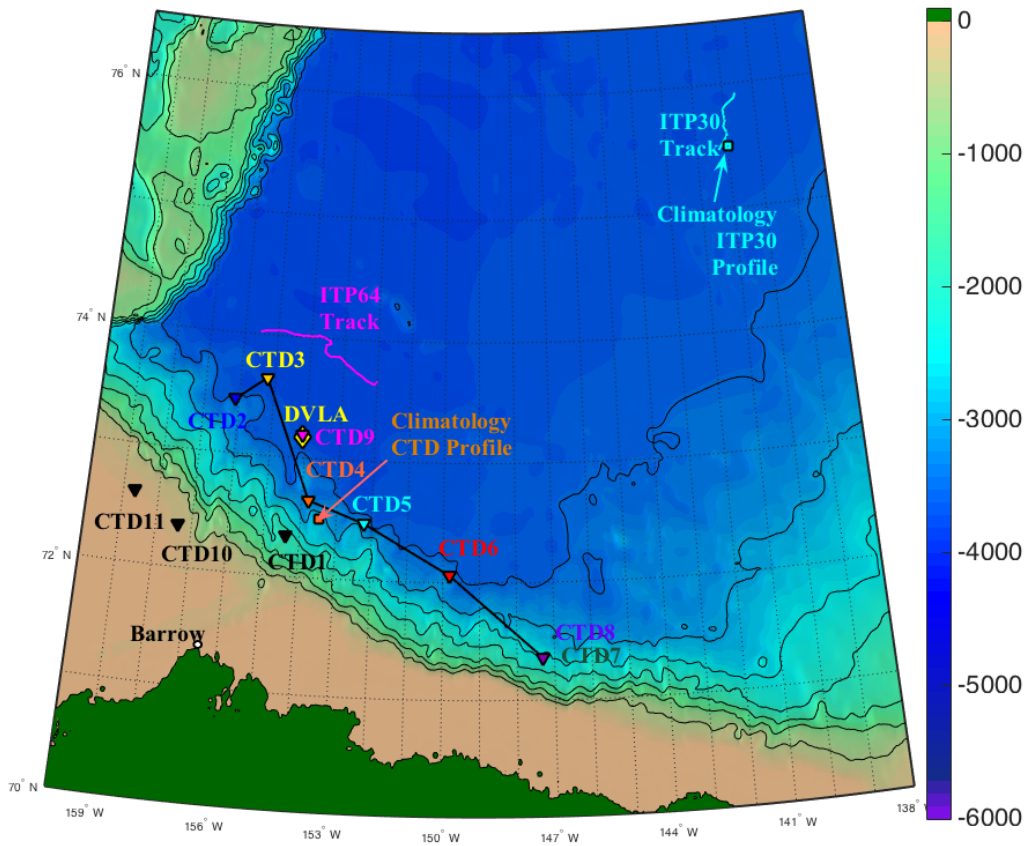 0
76° N
-1000
ITP30
Track
Climatology
ITP30
Profile
-2000
74° N
ITP64
Track
CTD3
-3000
CTD2
DVLA
CTD9
Climatology
CTD Profile
CTD4
CTD5
CTD11
CTD10
CTD1
72° N
CTD6
-4000
Barrow
CTD8
CTD7
-5000
70° N
-6000
159° W
156° W
153° W
150° W
147° W
144° W
141° W
138°